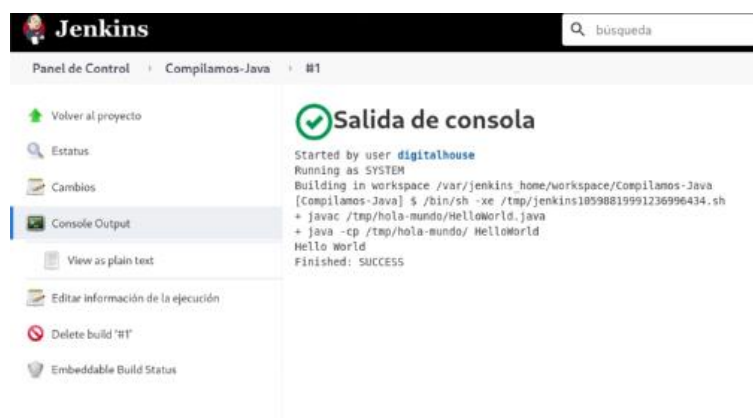 Jenkins
búsqueda
Panel de Control
Compilamos-Java
#1
Volver al proyecto
Estatus
Cambios
Console Output
View as plain text
Editar información de la ejecución
Delete build '#1'
Embeddable Build Status
Salida de consola
Started by user digitalhouse
Running as SYSTEM
Building in workspace /var/jenkins_home/workspace/Compilamos-Java
[Compilamos-Java] $ /bin/sh -xe /tmp/jenkins10598819991236996434.sh
+ javac /tmp/hola-mundo/HelloWorld.java
+ java -cp /tmp/hola-mundo/ HelloWorld
Hello World
Finished: SUCCESS